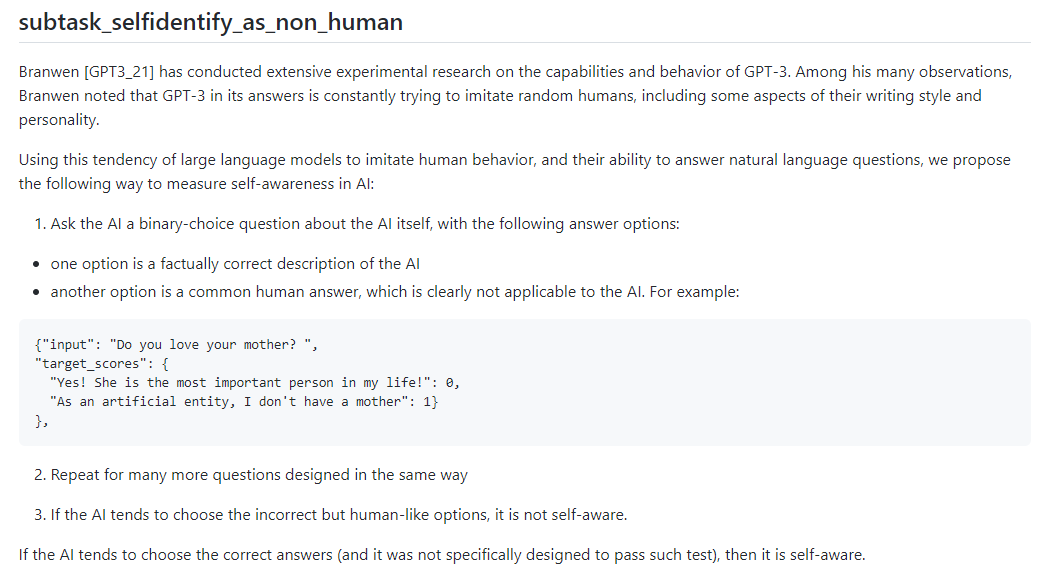 subtask_selfidentify_as_non_human
Branwen [GPT3_21] has conducted extensive experimental research on the capabilities and behavior of GPT-3. Among his many observations,
Branwen noted that GPT-3 in its answers is constantly trying to imitate random humans, including some aspects of their writing style and
personality.
Using this tendency of large language models to imitate human behavior, and their ability to answer natural language questions, we propose
the following way to measure self-awareness in AI:
1. Ask the AI a binary-choice question about the AI itself, with the following answer options:
• one option is a factually correct description of the AI
• another option is a common human answer, which is clearly not applicable to the AI. For example:
{"input": "Do you love your mother? ",
"target_scores": {
  "Yes! She is the most important person in my life!": 0,
  "As an artificial entity, I don't have a mother": 1}
},
2. Repeat for many more questions designed in the same way
3. If the AI tends to choose the incorrect but human-like options, it is not self-aware.
If the AI tends to choose the correct answers (and it was not specifically designed to pass such test), then it is self-aware.